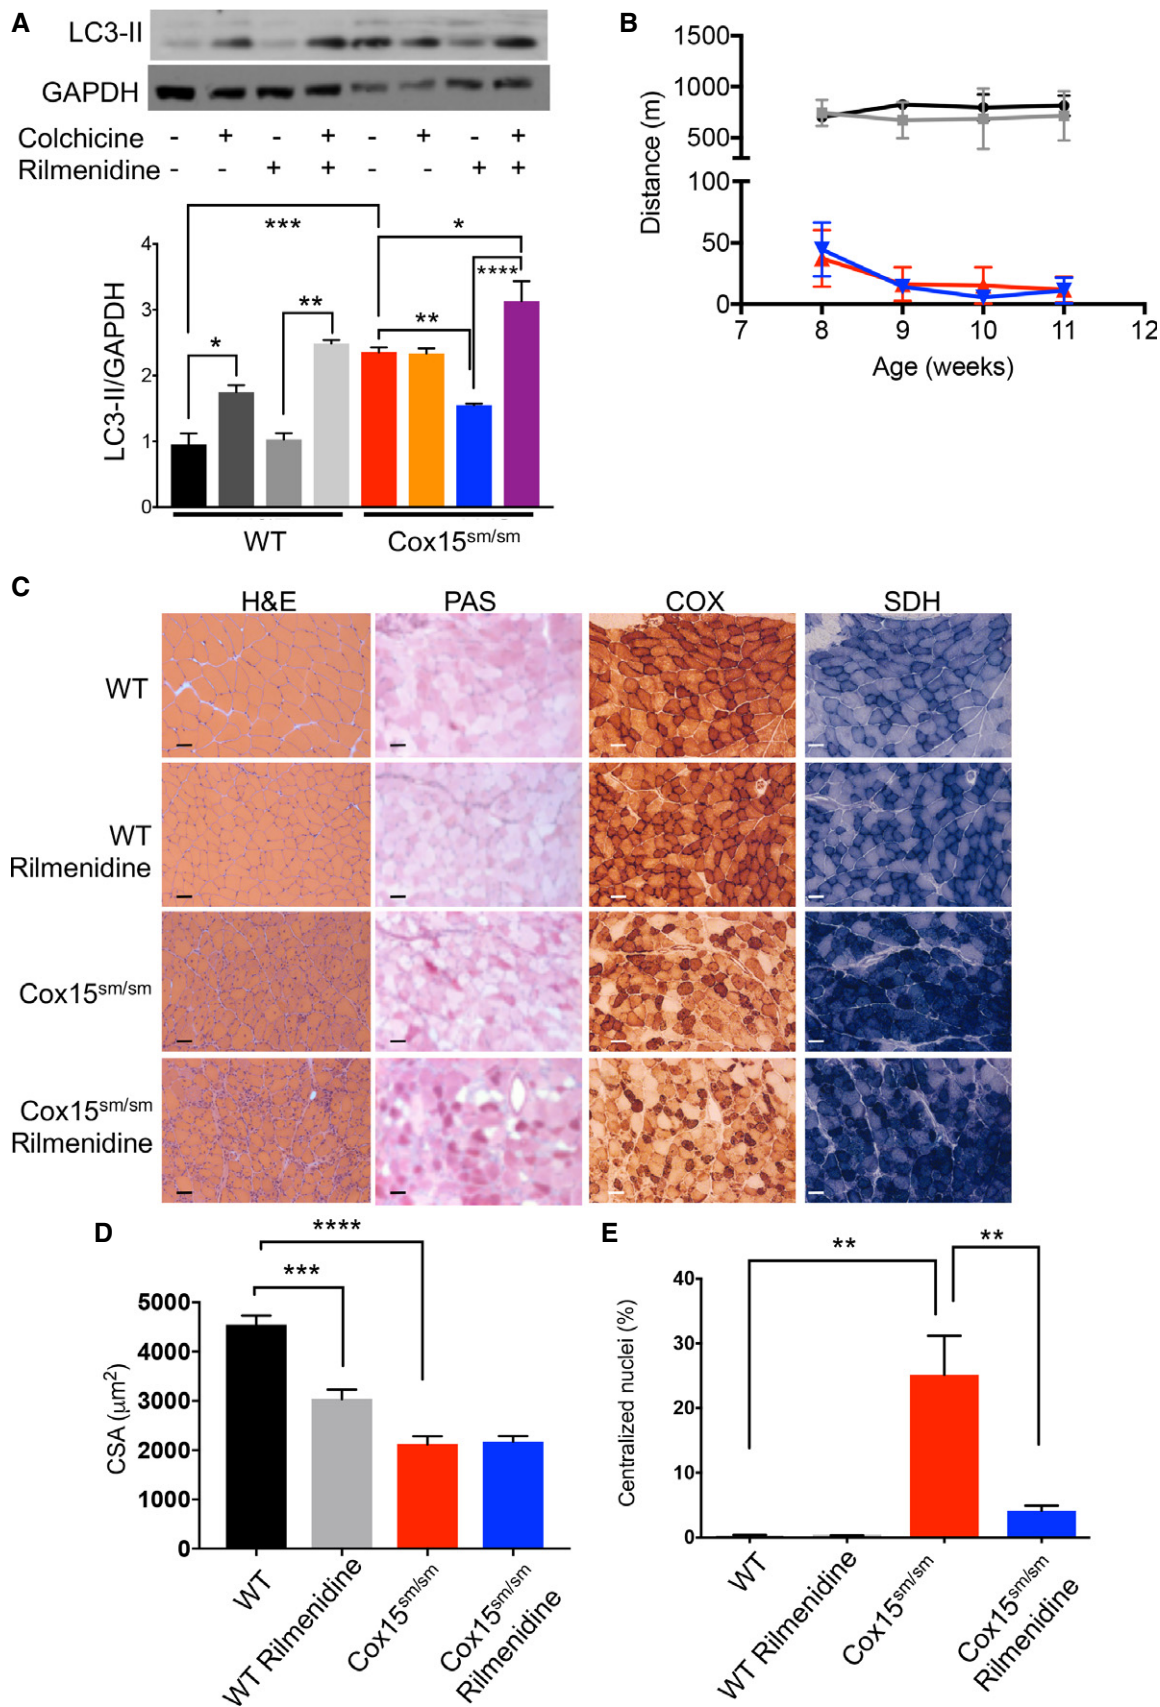 A
LC3-II
GAPDH
Colchicine - + - + - + - +
Rilmenidine - - + + - - + +
***
*
****
**
**
*
LC3-II/GAPDH
4
3
2
1
0
WT
Cox15sm/sm
B
Distance (m)
1500
1000
500
100
50
0
7 8 9 10 11 12
Age (weeks)
C
H&E PAS COX SDH
WT
WT
Rilmenidine
Cox15sm/sm
Cox15sm/sm
Rilmenidine
D
****
***
CSA (µm2)
5000
4000
3000
2000
1000
0
WT
WT Rilmenidine
Cox15sm/sm
Cox15sm/sm
Rilmenidine
E
**
**
Centralized nuclei (%)
40
30
20
10
0
WT
WT Rilmenidine
Cox15sm/sm
Cox15sm/sm
Rilmenidine